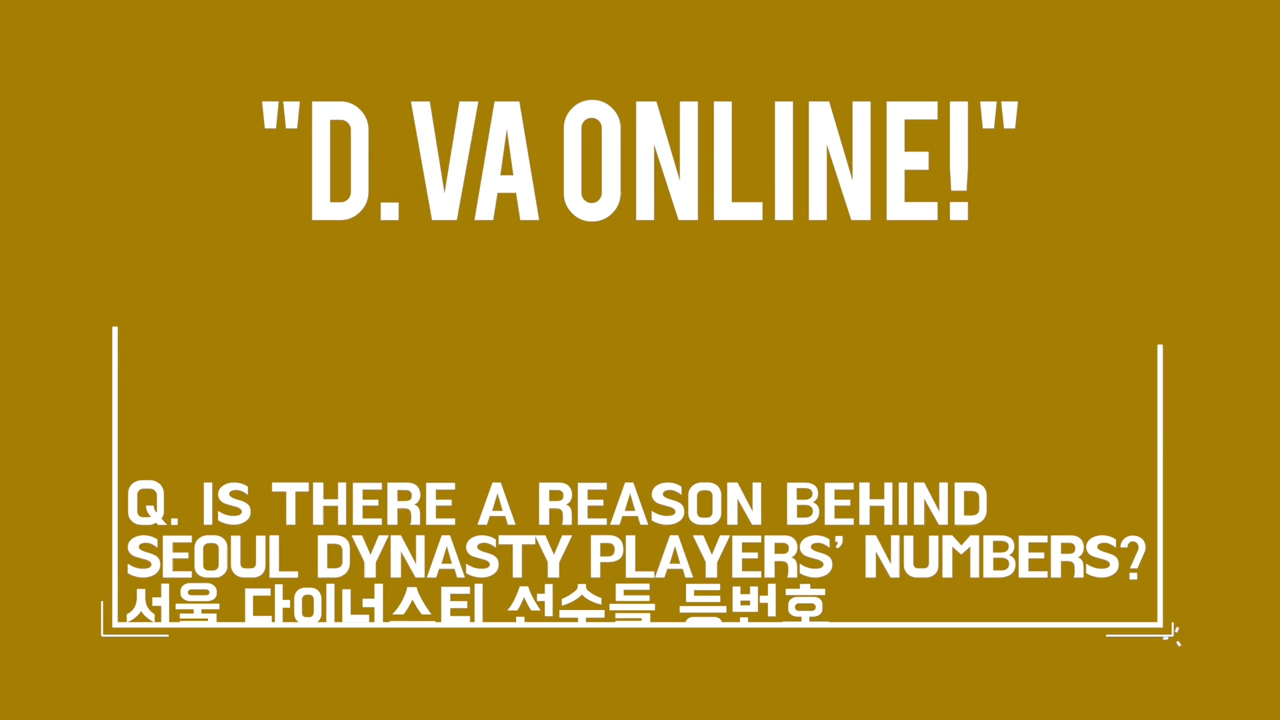 "D.VA ONLINE!"
Q. IS THERE A REASON BEHIND
SEOUL DYNASTY PLAYERS’ NUMBERS?
서울 다이너스티 선수들 등번호